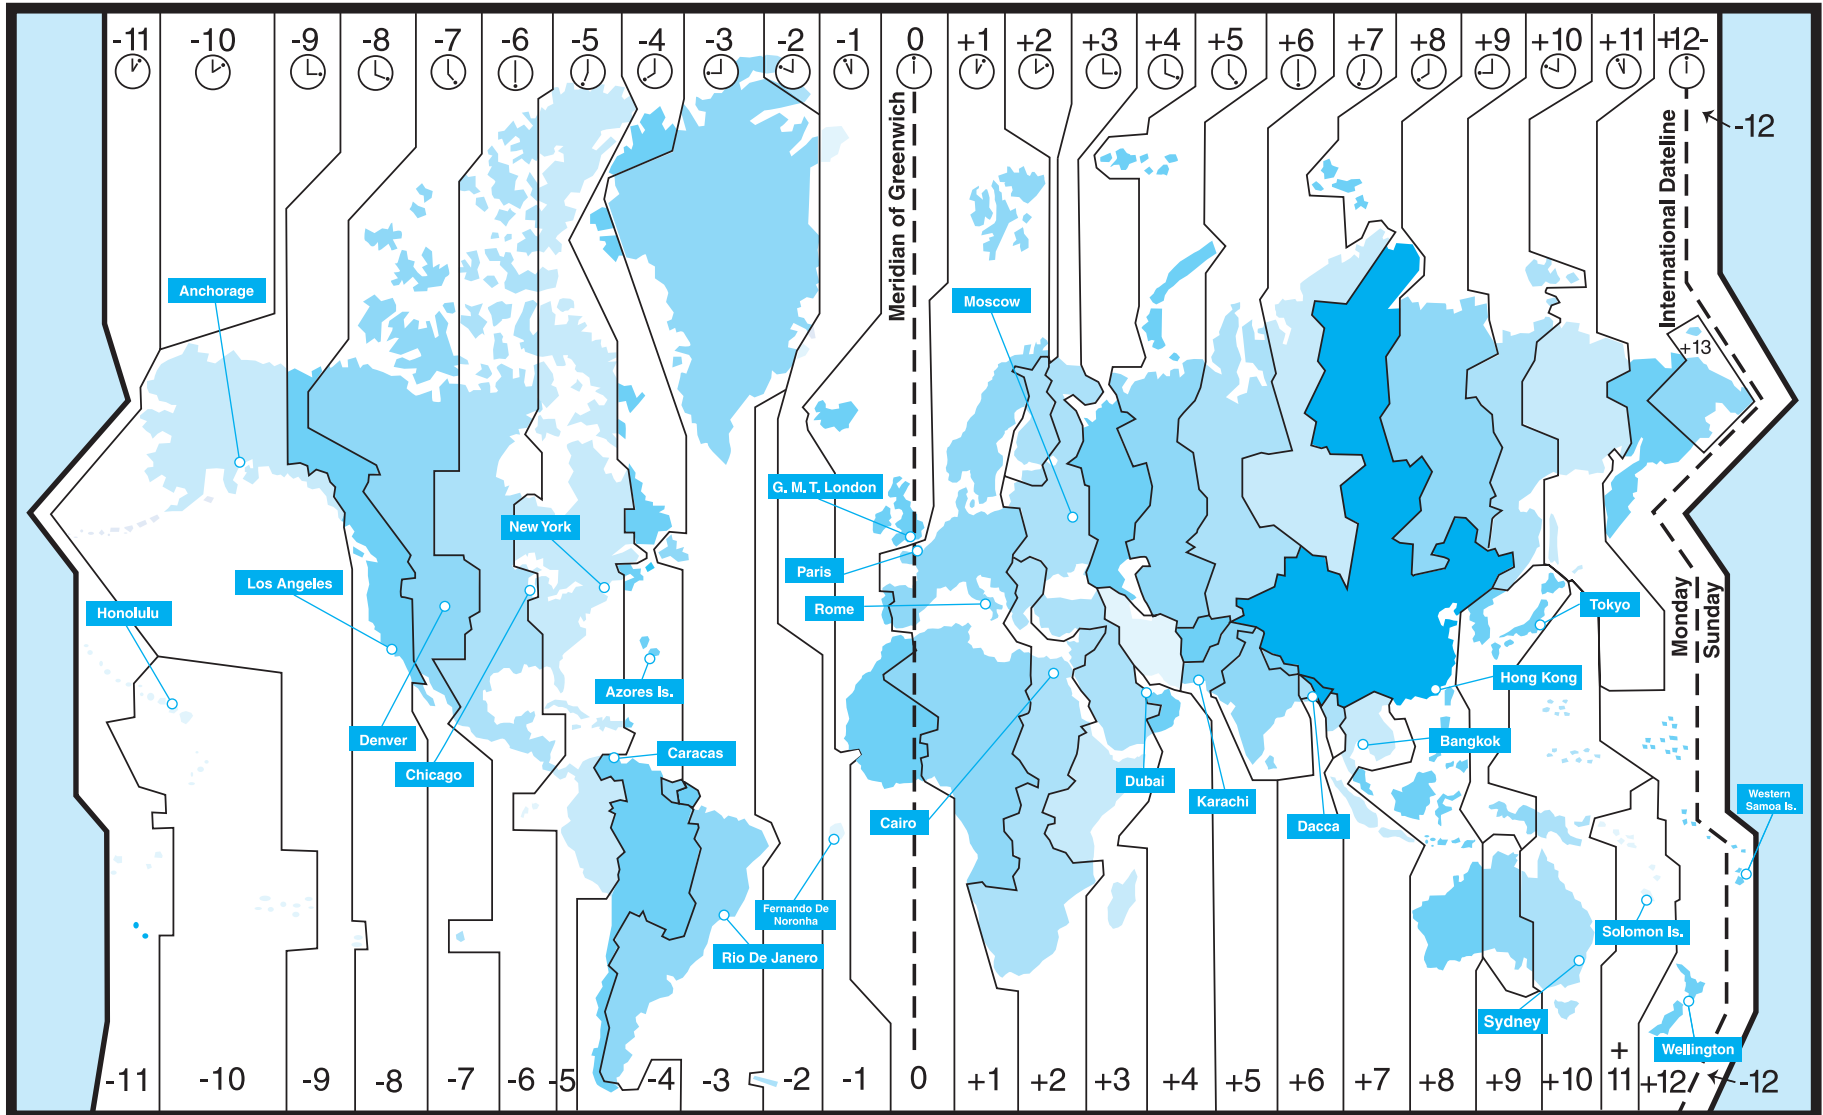 -11 -10 -9 -8 -7 -6 -5 -4 -3 -2 -1 0 +1 +2 +3 +4 +5 +6 +7 +8 +9 +10 +11 +12-
-12
Meridian of Greenwich
International Dateline
Anchorage
Moscow
+13
G. M. T. London
New York
Paris
Los Angeles
Rome
Honolulu
Tokyo
Monday
Sunday
Hong Kong
Azores Is.
Denver
Bangkok
Caracas
Chicago
Dubai
Karachi
Western
Samoa Is.
Cairo
Dacca
Fernando De
Noronha
Solomon Is.
Rio De Janero
Sydney
Wellington
-11 -10 -9 -8 -7 -6 -5 -4 -3 -2 -1 0 +1 +2 +3 +4 +5 +6 +7 +8 +9 +10 +
11 +12 -12